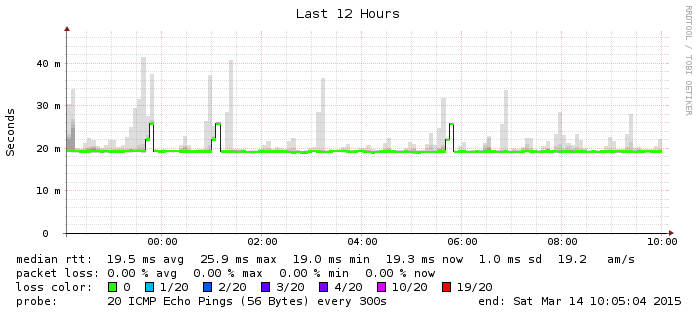 Last 12 Hours
RRDTOOL / TOBI OETIKER
Seconds
40 m
30 m
20 m
10 m
0
00:00 02:00 04:00 06:00 08:00 10:00
median rtt: 19.5 ms avg 25.9 ms max 19.0 ms min 19.3 ms now 1.0 ms sd 19.2 am/s
packet loss: 0.00 % avg 0.00 % max 0.00 % min 0.00 % now
loss color: 0 1/20 2/20 3/20 4/20 10/20 19/20
probe: 20 ICMP Echo Pings (56 Bytes) every 300s end: Sat Mar 14 10:05:04 2015